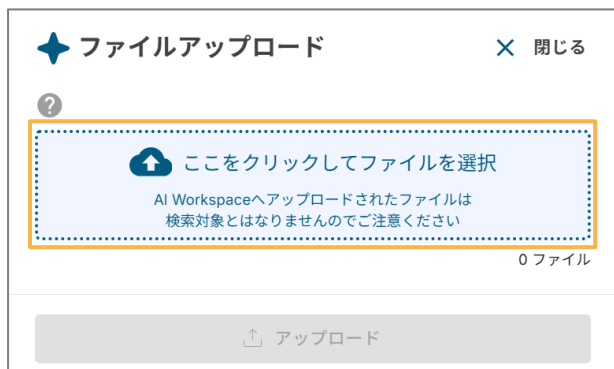 ファイルアップロード
閉じる
?
ここをクリックしてファイルを選択
AI Workspaceへアップロードされたファイルは
検索対象とはなりませんのでご注意ください
0 ファイル
アップロード